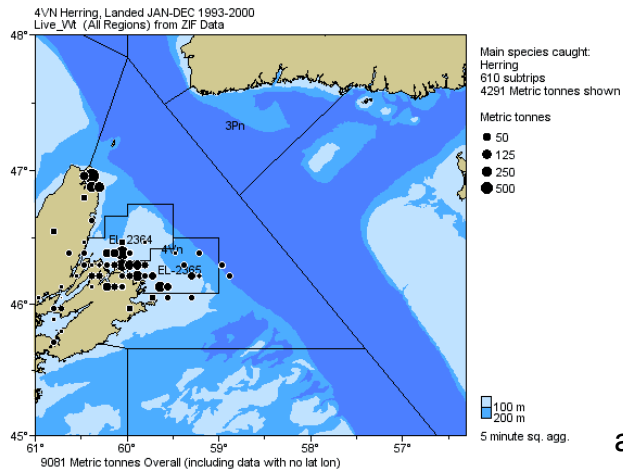 4VN Herring, Landed JAN-DEC 1993-2000
Live_Wt (All Regions) from ZIF Data
48°
47°
46°
45°
61
60°
59°
58°
57°
3Pn
EL-2364
4Vn
EL-2365
9081 Metric tonnes Overall (including data with no lat lon)
Main species caught:
Herring
610 subtrips
4291 Metric tonnes shown
Metric tonnes
50
125
250
500
100 m
200 m
5 minute sq. agg.
a